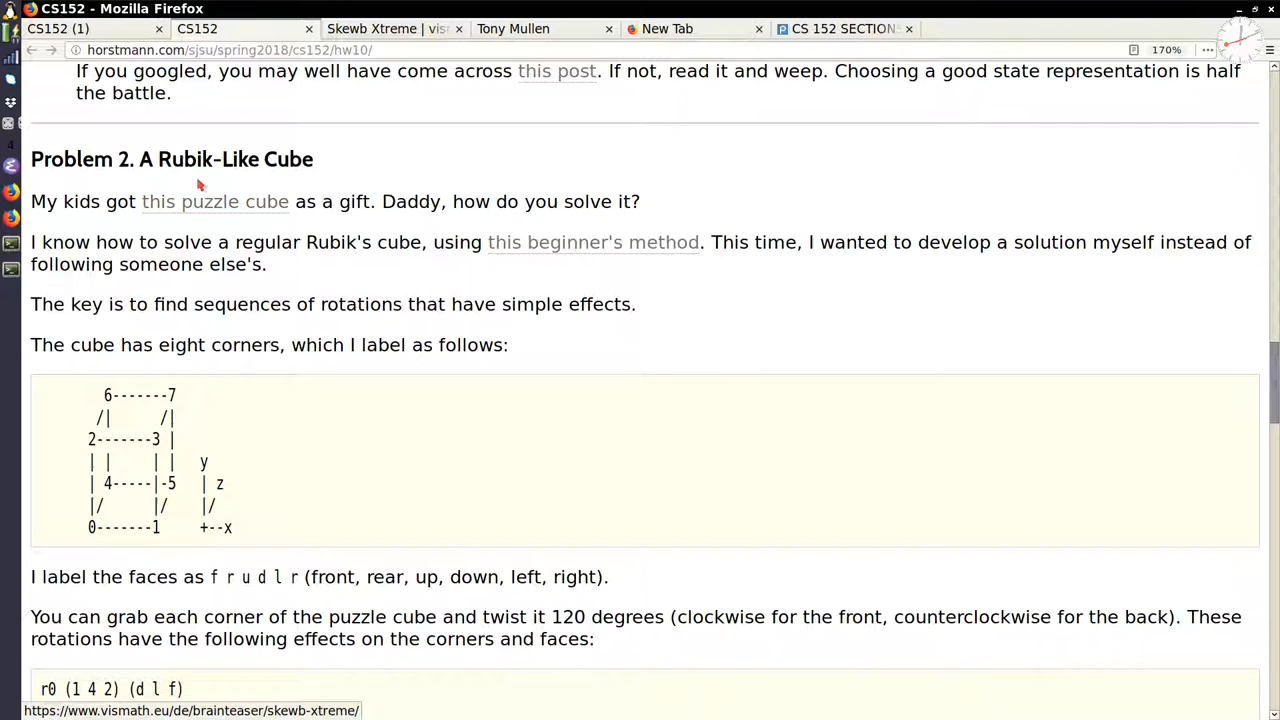 CS152 - Mozilla Firefox
CS152 (1) × CS152 × Skewb Xtreme | vis × Tony Mullen × New Tab × CS 152 SECTION ×
horstmann.com/sjsu/spring2018/cs152/hw10/ 170%
If you googled, you may well have come across this post. If not, read it and weep. Choosing a good state representation is half
the battle.
Problem 2. A Rubik-Like Cube
My kids got this puzzle cube as a gift. Daddy, how do you solve it?
I know how to solve a regular Rubik's cube, using this beginner's method. This time, I wanted to develop a solution myself instead of
following someone else's.
The key is to find sequences of rotations that have simple effects.
The cube has eight corners, which I label as follows:
6-------7
/|      /|
2-------3 |
| |     | |   y
| 4-----|-5   | z
|/      |/    |/
0-------1     +--x
I label the faces as f r u d l r (front, rear, up, down, left, right).
You can grab each corner of the puzzle cube and twist it 120 degrees (clockwise for the front, counterclockwise for the back). These
rotations have the following effects on the corners and faces:
r0 (1 4 2) (d l f)
https://www.vismath.eu/de/brainteaser/skewb-xtreme/